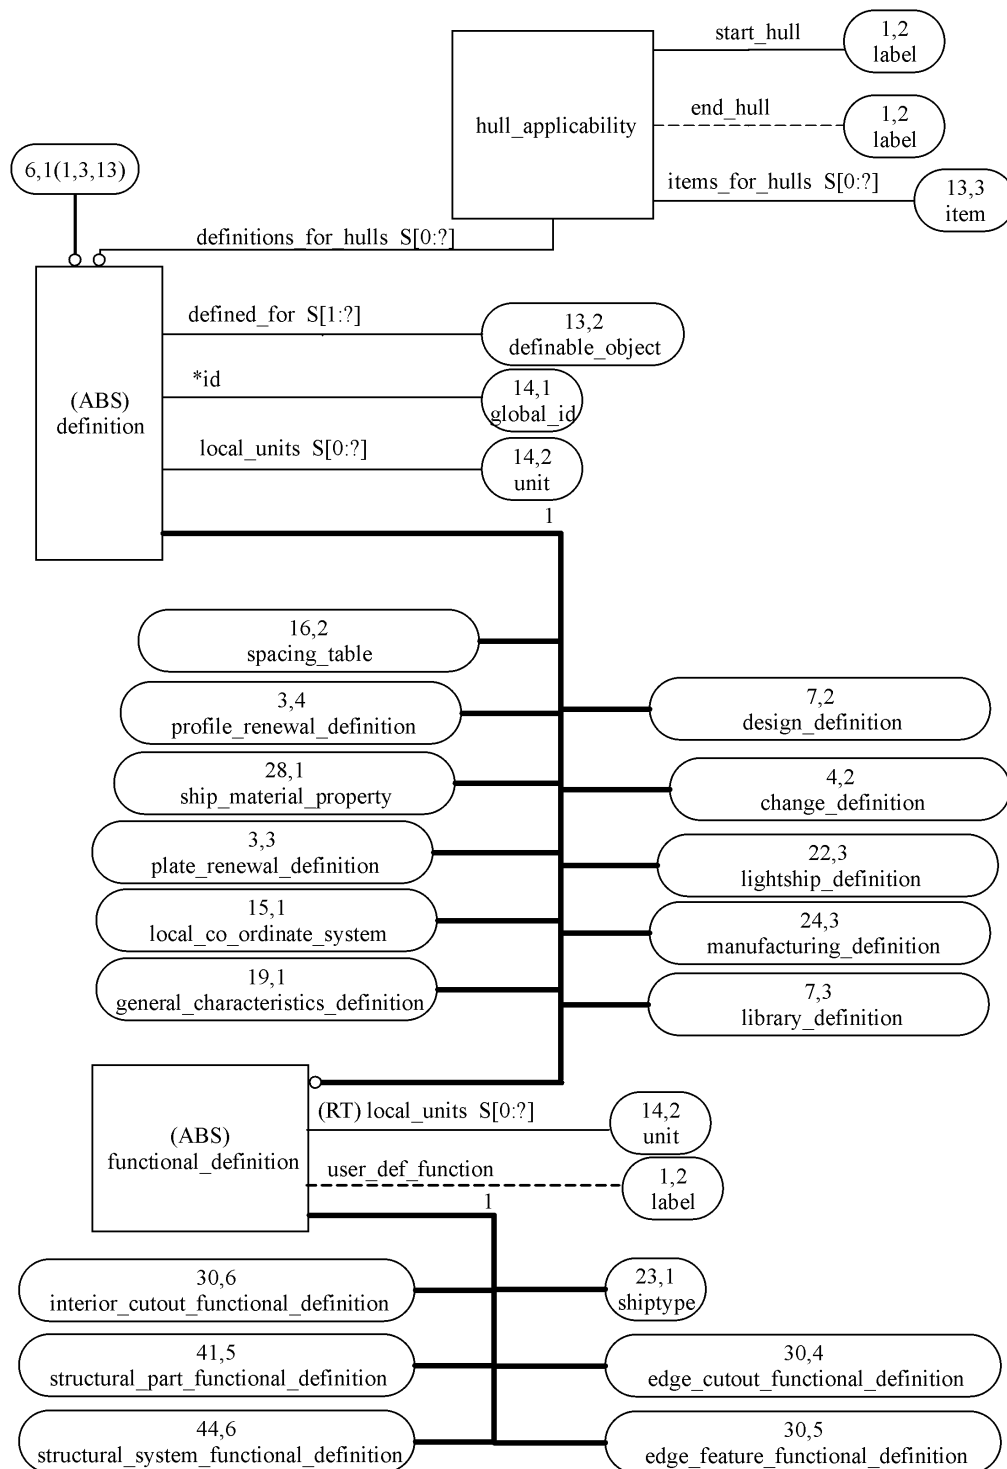 start_hull
1,2
label
hull_applicability
end_hull
1,2
label
6,1(1,3,13)
items_for_hulls S[0:?]
13,3
item
definitions_for_hulls S[0:?]
defined_for S[1:?]
13,2
definable_object
(ABS)
definition
*id
14,1
global_id
local_units S[0:?]
14,2
unit
1
16,2
spacing_table
3,4
profile_renewal_definition
7,2
design_definition
28,1
ship_material_property
4,2
change_definition
3,3
plate_renewal_definition
22,3
lightship_definition
15,1
local_co_ordinate_system
24,3
manufacturing_definition
19,1
general_characteristics_definition
7,3
library_definition
(ABS)
functional_definition
(RT) local_units S[0:?]
14,2
unit
user_def_function
1,2
label
1
30,6
interior_cutout_functional_definition
23,1
shiptype
41,5
structural_part_functional_definition
30,4
edge_cutout_functional_definition
44,6
structural_system_functional_definition
30,5
edge_feature_functional_definition